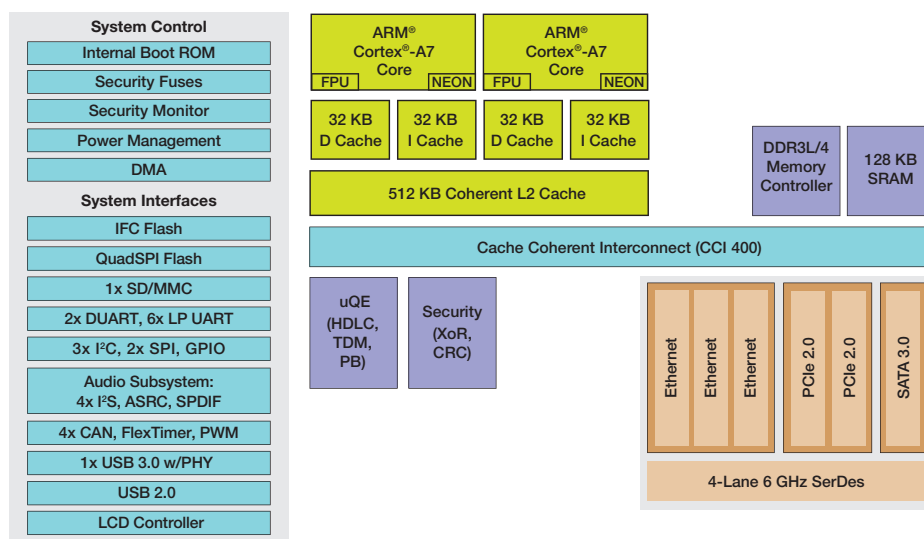 System Control
Internal Boot ROM
Security Fuses
Security Monitor
Power Management
DMA
System Interfaces
IFC Flash
QuadSPI Flash
1x SD/MMC
2x DUART, 6x LP UART
3x I²C, 2x SPI, GPIO
Audio Subsystem:
4x I²S, ASRC, SPDIF
4x CAN, FlexTimer, PWM
1x USB 3.0 w/PHY
USB 2.0
LCD Controller
ARM®
Cortex®-A7
Core
FPU
NEON
ARM®
Cortex®-A7
Core
FPU
NEON
32 KB
D Cache
32 KB
I Cache
32 KB
D Cache
32 KB
I Cache
512 KB Coherent L2 Cache
DDR3L/4
Memory
Controller
128 KB
SRAM
Cache Coherent Interconnect (CCI 400)
uQE
(HDLC,
TDM,
PB)
Security
(XoR,
CRC)
Ethernet
Ethernet
Ethernet
PCIe 2.0
PCIe 2.0
SATA 3.0
4-Lane 6 GHz SerDes